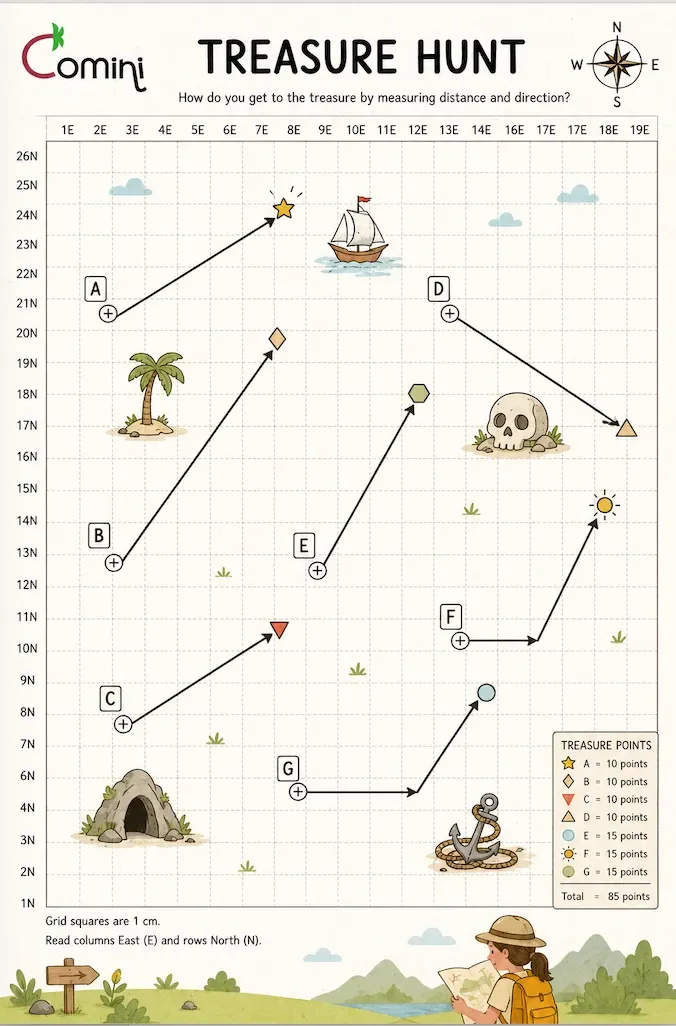 Comini
TREASURE HUNT
N
W E
S
How do you get to the treasure by measuring distance and direction?
1E 2E 3E 4E 5E 6E 7E 8E 9E 10E 11E 12E 13E 14E 16E 17E 17E 18E 19E
26N
25N
24N
23N
22N
A
D
21N
20N
19N
18N
17N
16N
15N
14N
B
E
13N
12N
11N
F
10N
9N
C
8N
7N
G
6N
4N
3N
2N
1N
TREASURE POINTS
A = 10 points
B = 10 points
C = 10 points
D = 10 points
E = 15 points
F = 15 points
G = 15 points
Total = 85 points
Grid squares are 1 cm.
Read columns East (E) and rows North (N).